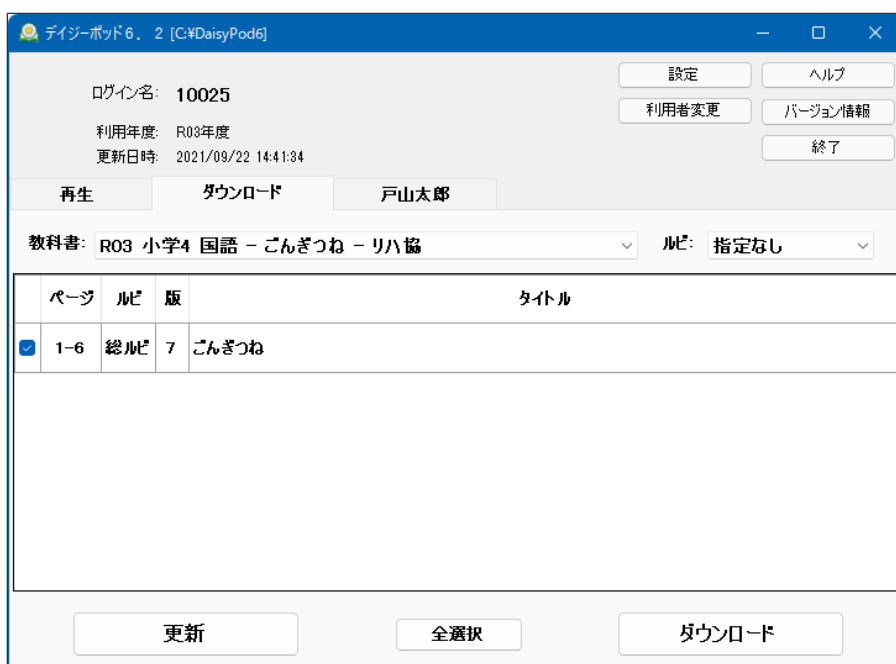 デイジーポッド6．2 [C:¥DaisyPod6]
ログイン名: 10025
利用年度: R03年度
更新日時: 2021/09/22 14:41:34
設定 ヘルプ
利用者変更 バージョン情報
終了
再生 ダウンロード 戸山太郎
教科書: R03 小学4 国語 - ごんぎつね - リハ協 ルビ: 指定なし
ページ ルビ 版 タイトル
1-6 総ルビ 7 ごんぎつね
更新 全選択 ダウンロード